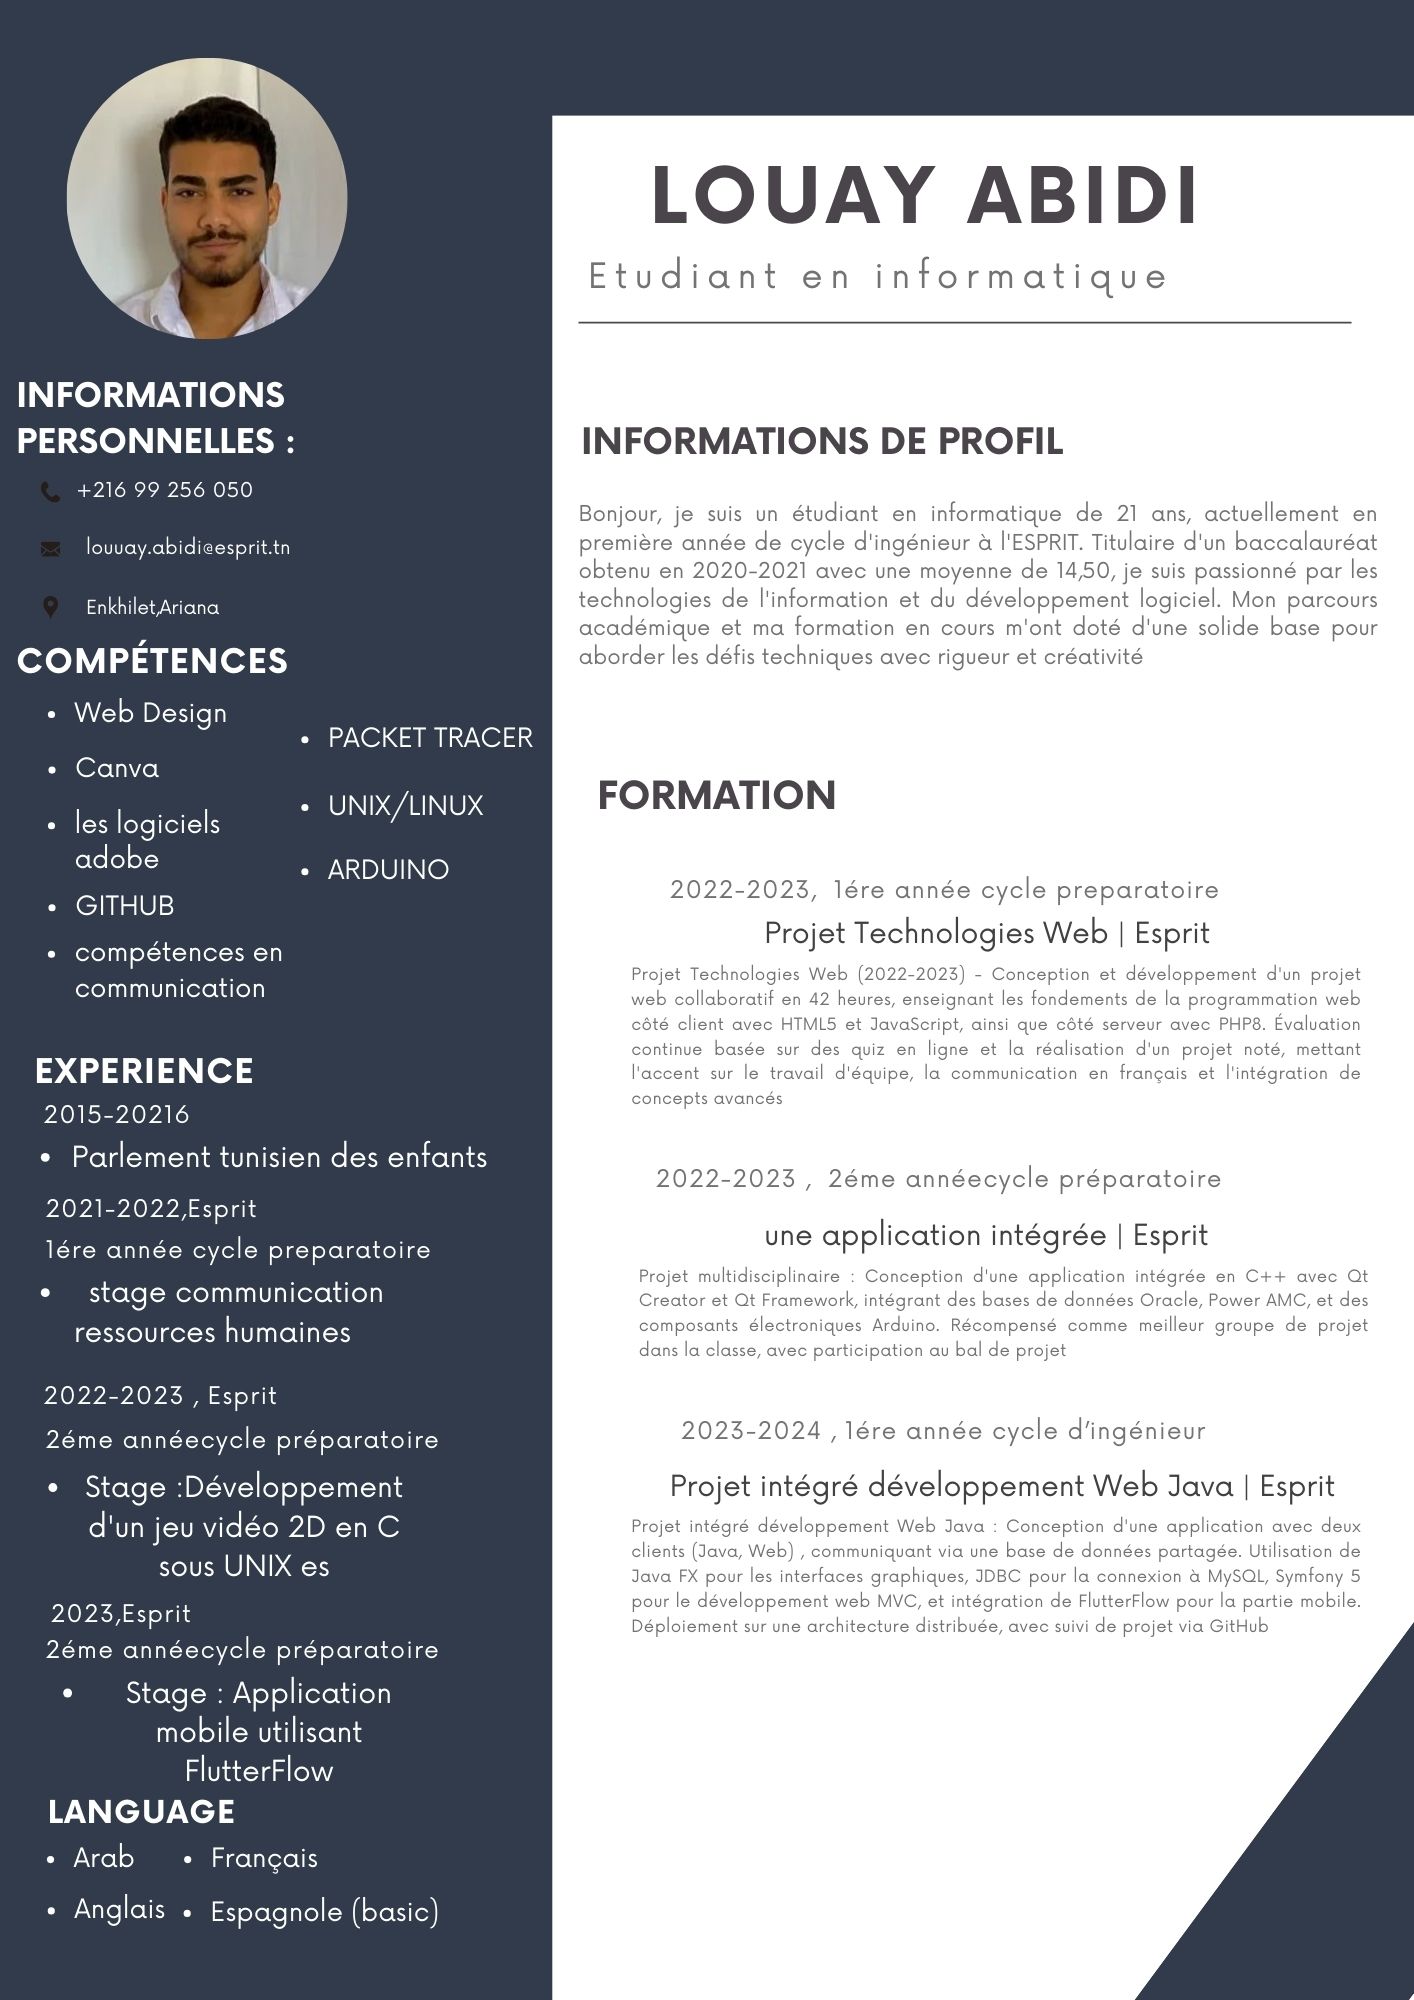 INFORMATIONS
PERSONNELLES :
+216 99 256 050
louuay.abidi@esprit.tn
Enkhilet,Ariana
COMPÉTENCES
• Web Design
• Canva
• les logiciels
adobe
• GITHUB
• compétences en
communication
• PACKET TRACER
• UNIX/LINUX
• ARDUINO
EXPERIENCE
2015-20216
• Parlement tunisien des enfants
2021-2022,Esprit
1ére année cycle preparatoire
• stage communication
ressources humaines
2022-2023 , Esprit
2éme annéecycle préparatoire
• Stage :Développement
d'un jeu vidéo 2D en C
sous UNIX es
2023,Esprit
2éme annéecycle préparatoire
• Stage : Application
mobile utilisant
FlutterFlow
LANGUAGE
• Arab
• Anglais
• Français
• Espagnole (basic)
LOUAY ABIDI
Etudiant en informatique
INFORMATIONS DE PROFIL
Bonjour, je suis un étudiant en informatique de 21 ans, actuellement en
première année de cycle d'ingénieur à l'ESPRIT. Titulaire d'un baccalauréat
obtenu en 2020-2021 avec une moyenne de 14,50, je suis passionné par les
technologies de l'information et du développement logiciel. Mon parcours
académique et ma formation en cours m'ont doté d'une solide base pour
aborder les défis techniques avec rigueur et créativité
FORMATION
2022-2023, 1ére année cycle preparatoire
Projet Technologies Web | Esprit
Projet Technologies Web (2022-2023) - Conception et développement d'un projet
web collaboratif en 42 heures, enseignant les fondements de la programmation web
côté client avec HTML5 et JavaScript, ainsi que côté serveur avec PHP8. Évaluation
continue basée sur des quiz en ligne et la réalisation d'un projet noté, mettant
l'accent sur le travail d'équipe, la communication en français et l'intégration de
concepts avancés
2022-2023 , 2éme annéecycle préparatoire
une application intégrée | Esprit
Projet multidisciplinaire : Conception d'une application intégrée en C++ avec Qt
Creator et Qt Framework, intégrant des bases de données Oracle, Power AMC, et des
composants électroniques Arduino. Récompensé comme meilleur groupe de projet
dans la classe, avec participation au bal de projet
2023-2024 , 1ére année cycle d’ingénieur
Projet intégré développement Web Java | Esprit
Projet intégré développement Web Java : Conception d'une application avec deux
clients (Java, Web) , communiquant via une base de données partagée. Utilisation de
Java FX pour les interfaces graphiques, JDBC pour la connexion à MySQL, Symfony 5
pour le développement web MVC, et intégration de FlutterFlow pour la partie mobile.
Déploiement sur une architecture distribuée, avec suivi de projet via GitHub